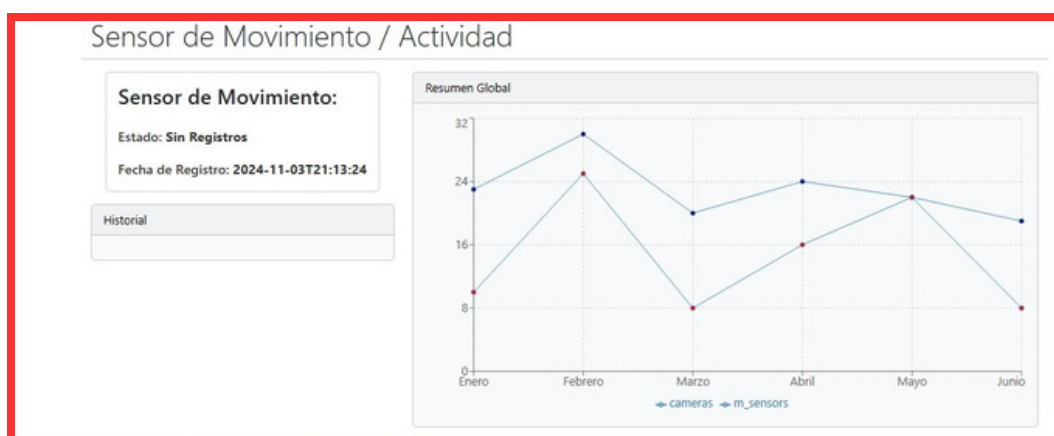 Sensor de Movimiento / Actividad
Sensor de Movimiento:
Estado: Sin Registros
Fecha de Registro: 2024-11-03T21:13:24
Historial
Resumen Global
32
24
16
8
0
Enero Febrero Marzo Abril Mayo Junio
cameras m_sensors